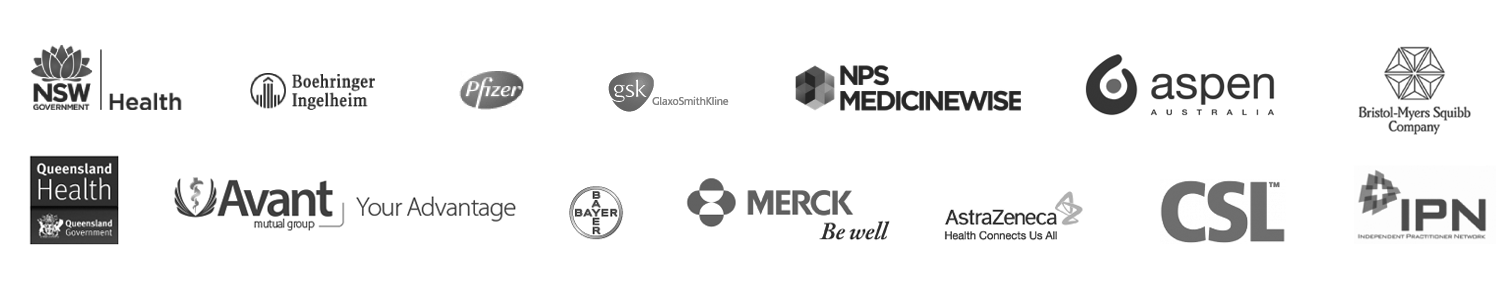 NSW
GOVERNMENT
Health
Boehringer
Ingelheim
Pfizer
gsk
GlaxoSmithKline
NPS
MEDICINEWISE
aspen
AUSTRALIA
Bristol-Myers Squibb
Company
Queensland
Health
Queensland
Government
Avant
mutual group
Your Advantage
BAYER
BAYER
MERCK
Be well
AstraZeneca
Health Connects Us All
CSL™
IPN
INDEPENDENT PRACTITIONER NETWORK